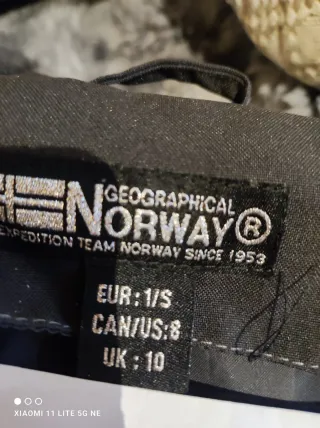 GEOGRAPHICAL
NORWAY®
EXPEDITION TEAM NORWAY SINCE 1953
EUR: 1/S
CAN/US: 8
UK : 10
XIAOMI 11 LITE 5G NE